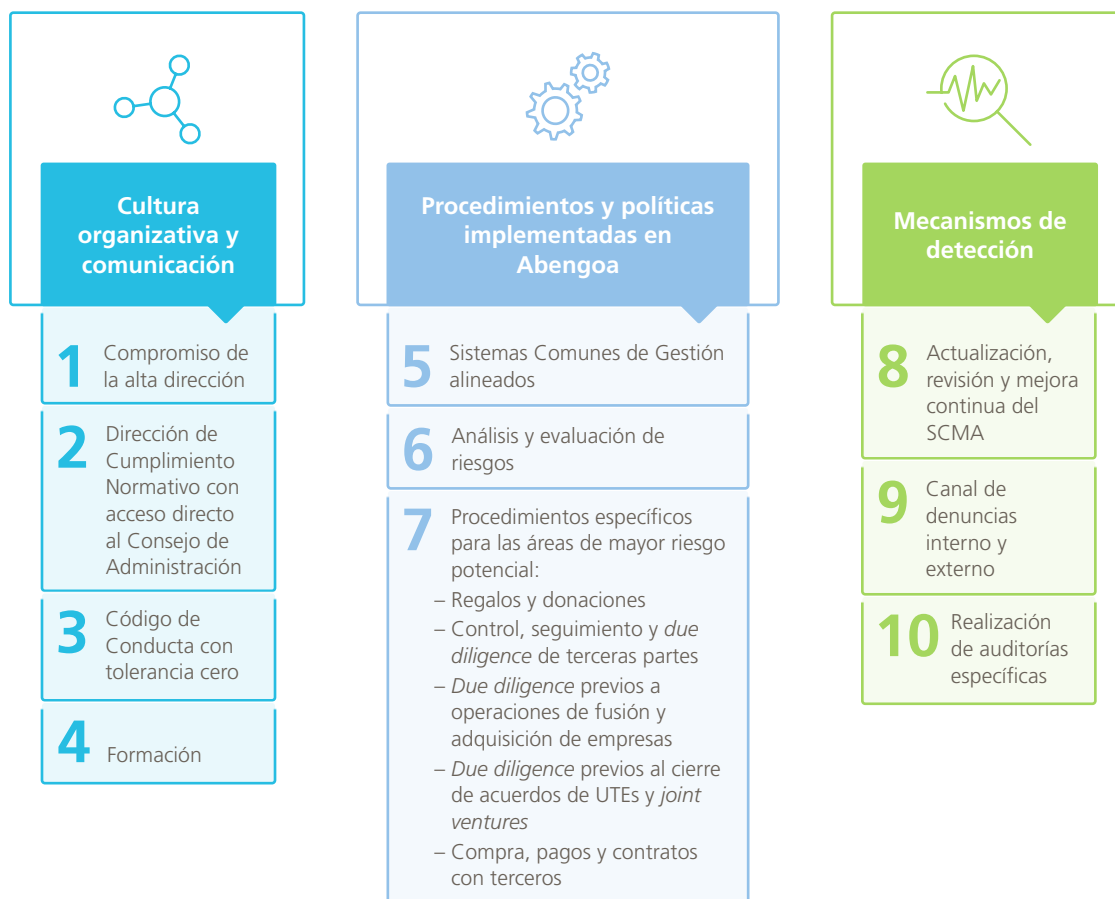 Cultura
organizativa y
comunicación
1 Compromiso de
la alta dirección
2 Dirección de
Cumplimiento
Normativo con
acceso directo
al Consejo de
Administración
3 Código de
Conducta con
tolerancia cero
4 Formación
Procedimientos y políticas
implementadas en
Abengoa
5 Sistemas Comunes de Gestión
alineados
6 Análisis y evaluación de
riesgos
7 Procedimientos específicos
para las áreas de mayor riesgo
potencial:
– Regalos y donaciones
– Control, seguimiento y due
diligence de terceras partes
– Due diligence previos a
operaciones de fusión y
adquisición de empresas
– Due diligence previos al cierre
de acuerdos de UTEs y joint
ventures
– Compra, pagos y contratos
con terceros
Mecanismos de
detección
8 Actualización,
revisión y mejora
continua del
SCMA
9 Canal de
denuncias
interno y
externo
10 Realización
de auditorías
específicas